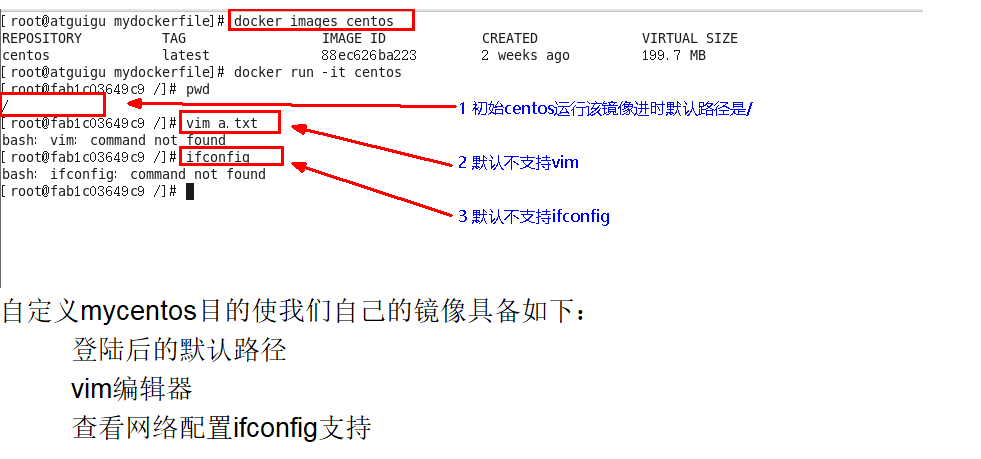 [root@atguigu mydockerfile]# docker images centos
REPOSITORY TAG IMAGE ID CREATED VIRTUAL SIZE
centos latest 88ec626ba223 2 weeks ago 199.7 MB
[root@atguigu mydockerfile]# docker run -it centos
[root@fab1c03649c9 /]# pwd
/
1 初始centos运行该镜像进时默认路径是/
[root@fab1c03649c9 /]# vim a.txt
bash: vim: command not found
2 默认不支持vim
[root@fab1c03649c9 /]# ifconfig
bash: ifconfig: command not found
[root@fab1c03649c9 /]#
3 默认不支持ifconfig
自定义mycentos目的使我们自己的镜像具备如下：
登陆后的默认路径
vim编辑器
查看网络配置ifconfig支持